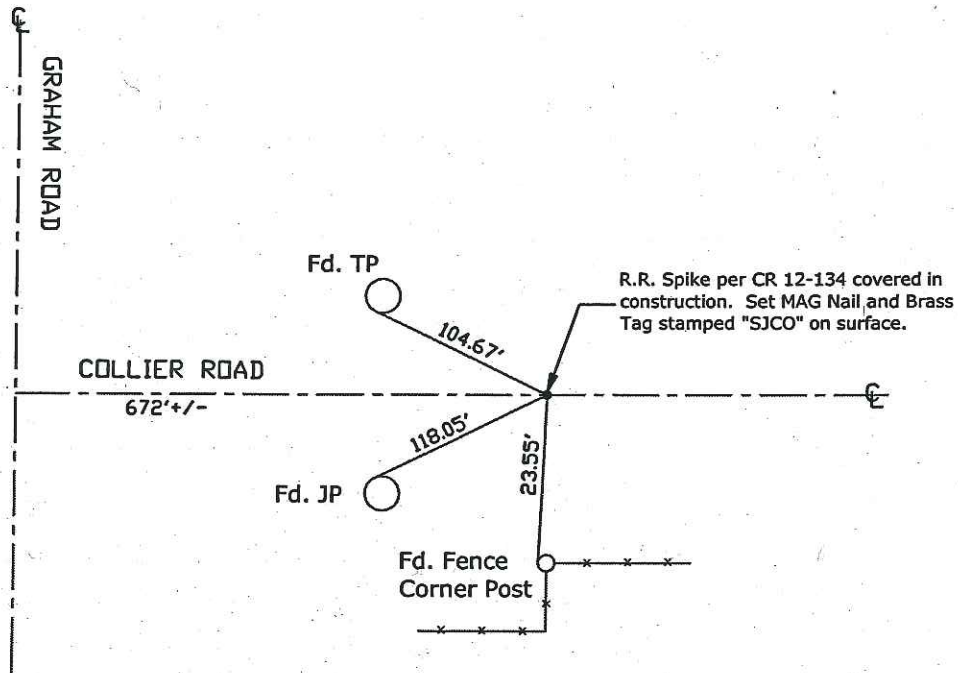 ℄
GRAHAM ROAD
Fd. TP
R.R. Spike per CR 12-134 covered in
construction. Set MAG Nail and Brass
Tag stamped "SJCO" on surface.
104.67'
COLLIER ROAD
672'+/-
℄
118.05'
23.55'
Fd. JP
Fd. Fence
Corner Post